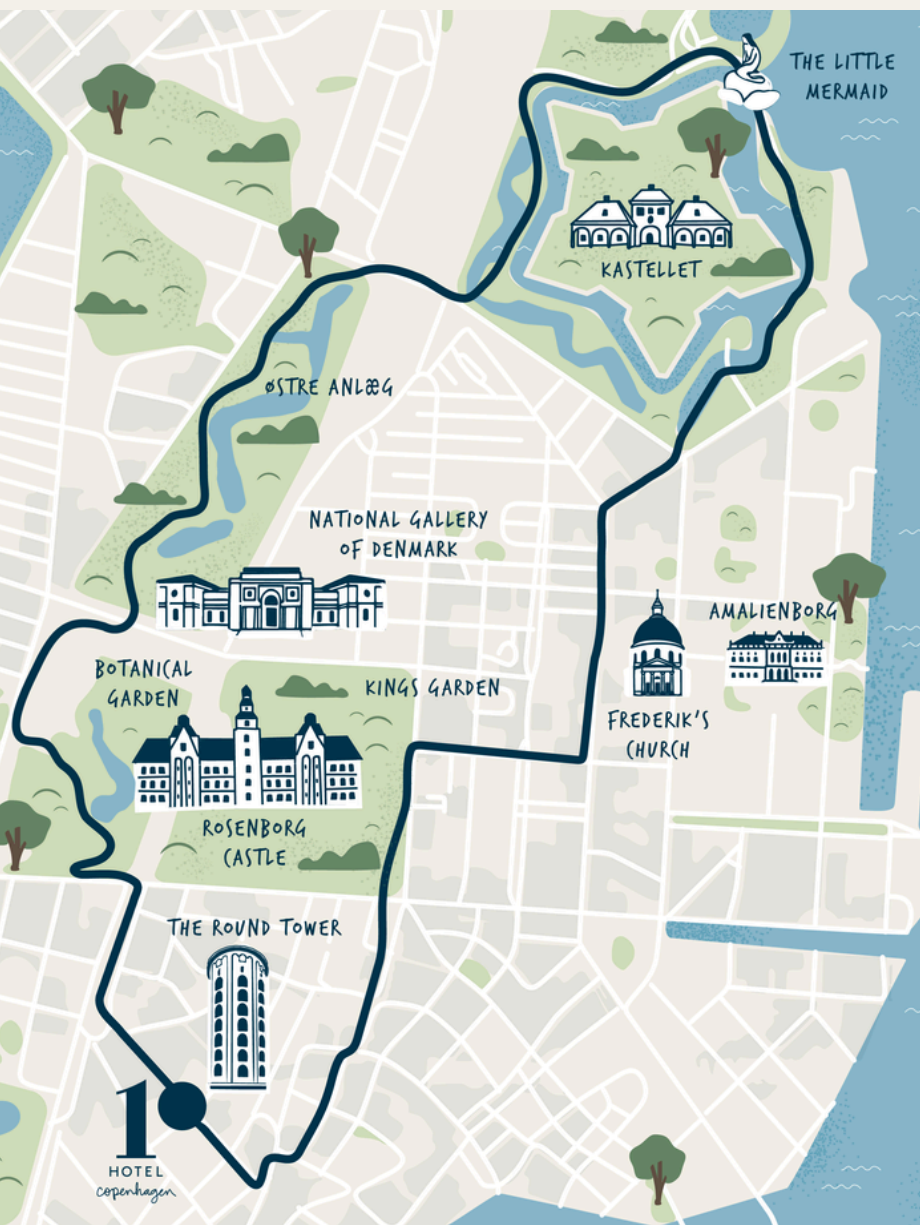 THE LITTLE
MERMAID
KASTELLET
ØSTRE ANLÆG
NATIONAL GALLERY
OF DENMARK
AMALIENBORG
BOTANICAL
GARDEN
KINGS GARDEN
FREDERIK'S
CHURCH
ROSENBORG
CASTLE
THE ROUND TOWER
1
HOTEL
copenhagen